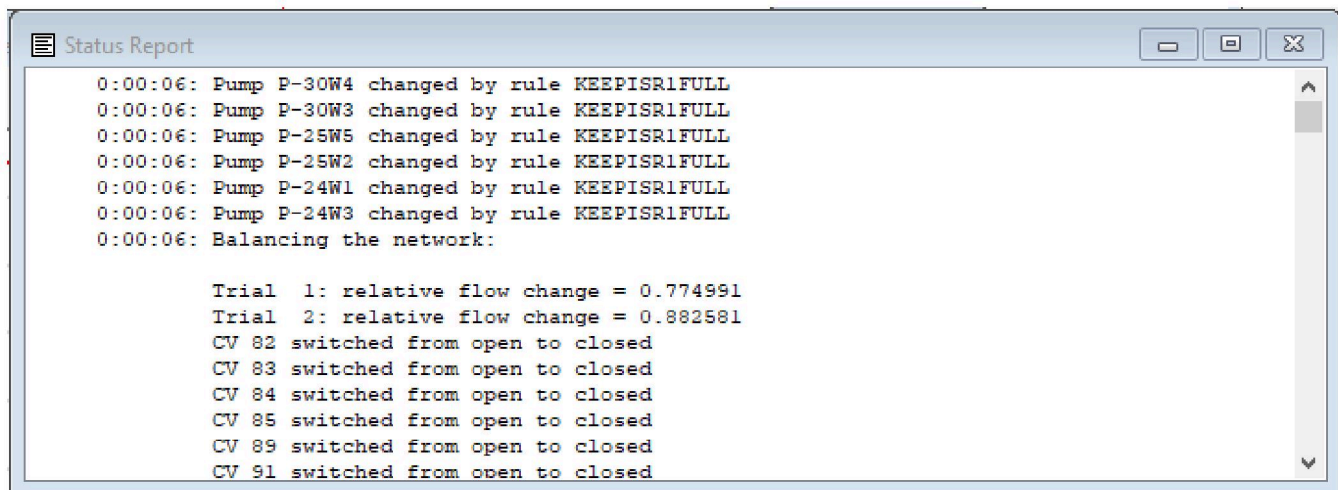 Status Report
0:00:06: Pump P-30W4 changed by rule KEEPISR1FULL
0:00:06: Pump P-30W3 changed by rule KEEPISR1FULL
0:00:06: Pump P-25W5 changed by rule KEEPISR1FULL
0:00:06: Pump P-25W2 changed by rule KEEPISR1FULL
0:00:06: Pump P-24W1 changed by rule KEEPISR1FULL
0:00:06: Pump P-24W3 changed by rule KEEPISR1FULL
0:00:06: Balancing the network:
Trial 1: relative flow change = 0.774991
Trial 2: relative flow change = 0.882581
CV 82 switched from open to closed
CV 83 switched from open to closed
CV 84 switched from open to closed
CV 85 switched from open to closed
CV 89 switched from open to closed
CV 91 switched from open to closed